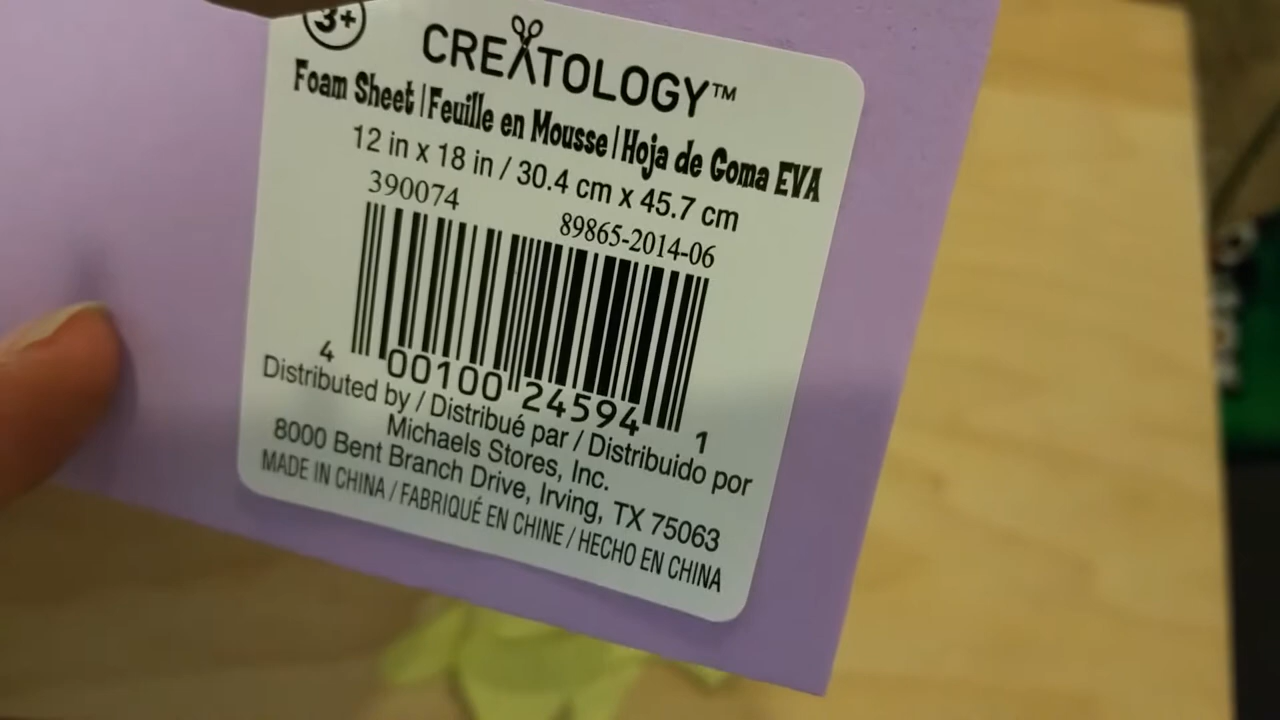 3+
CREATOLOGY™
Foam Sheet | Feuille en Mousse | Hoja de Goma EVA
12 in x 18 in / 30.4 cm x 45.7 cm
390074
89865-2014-06
4 00100 24594 1
Distributed by / Distribué par / Distribuido por
Michaels Stores, Inc.
8000 Bent Branch Drive, Irving, TX 75063
MADE IN CHINA / FABRIQUÉ EN CHINE / HECHO EN CHINA